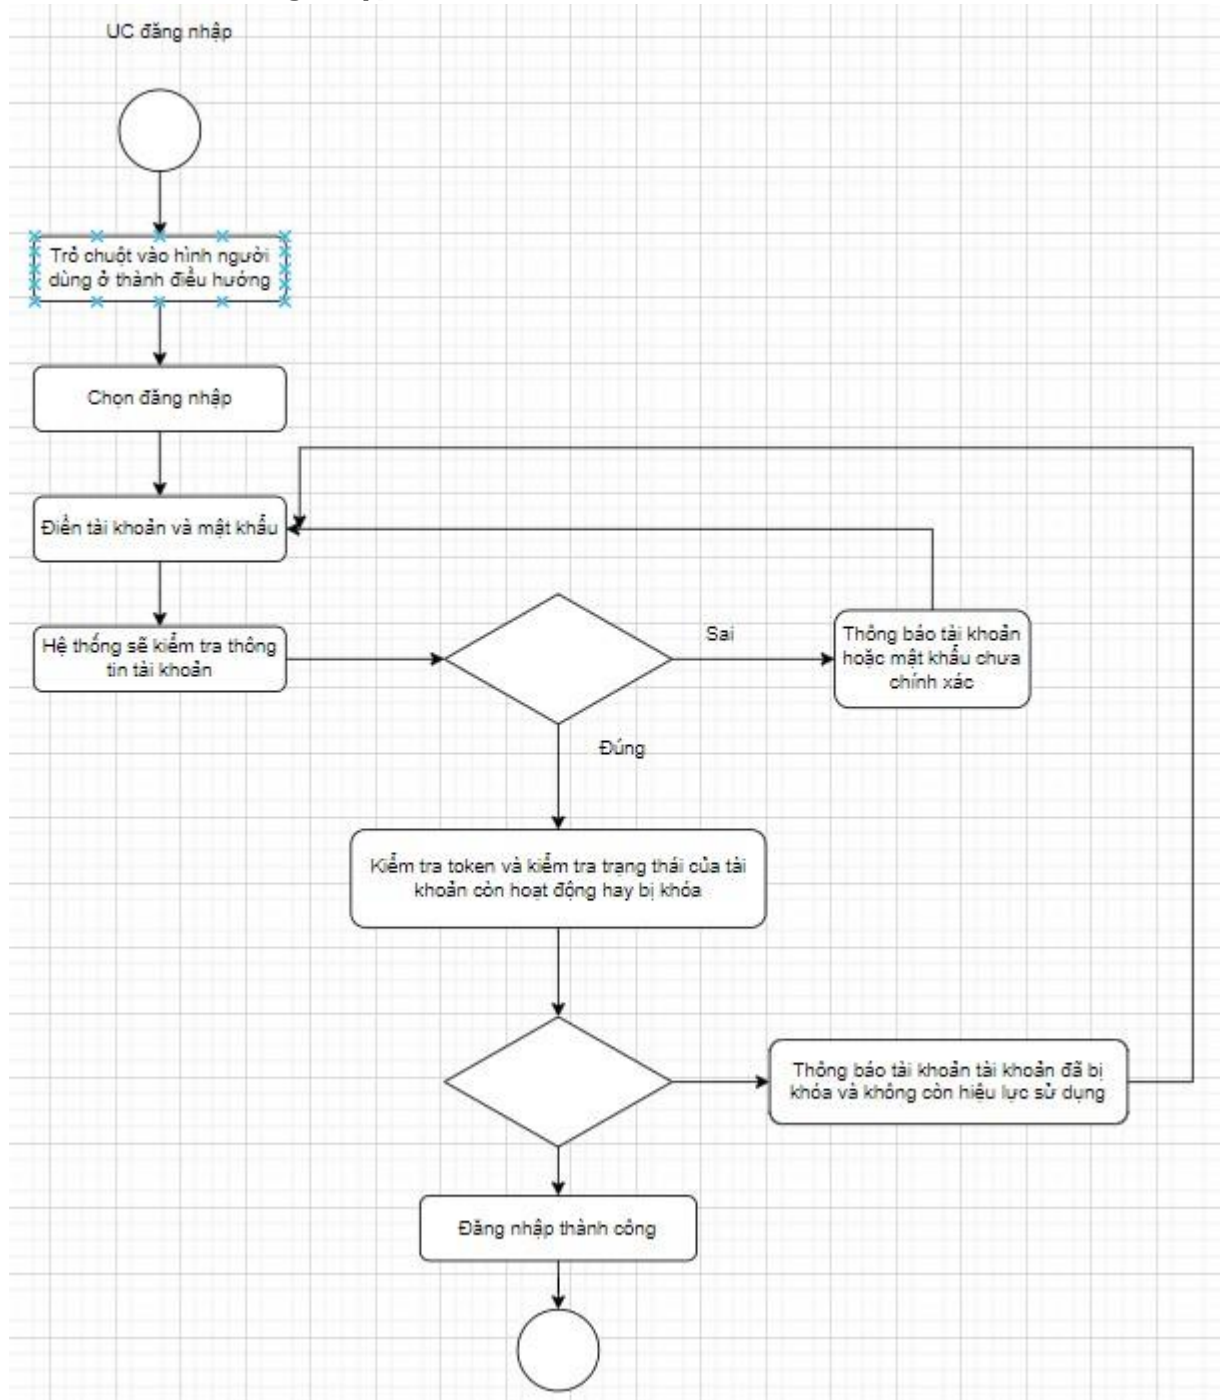 UC đăng nhập
Trỏ chuột vào hình người
dùng ở thành điều hướng
Chọn đăng nhập
Điền tài khoản và mật khẩu
Hệ thống sẽ kiểm tra thông
tin tài khoản
Sai
Thông báo tài khoản
hoặc mật khẩu chưa
chính xác
Đúng
Kiểm tra token và kiểm tra trạng thái của tài
khoản còn hoạt động hay bị khóa
Thông báo tài khoản tài khoản đã bị
khóa và không còn hiệu lực sử dụng
Đăng nhập thành công